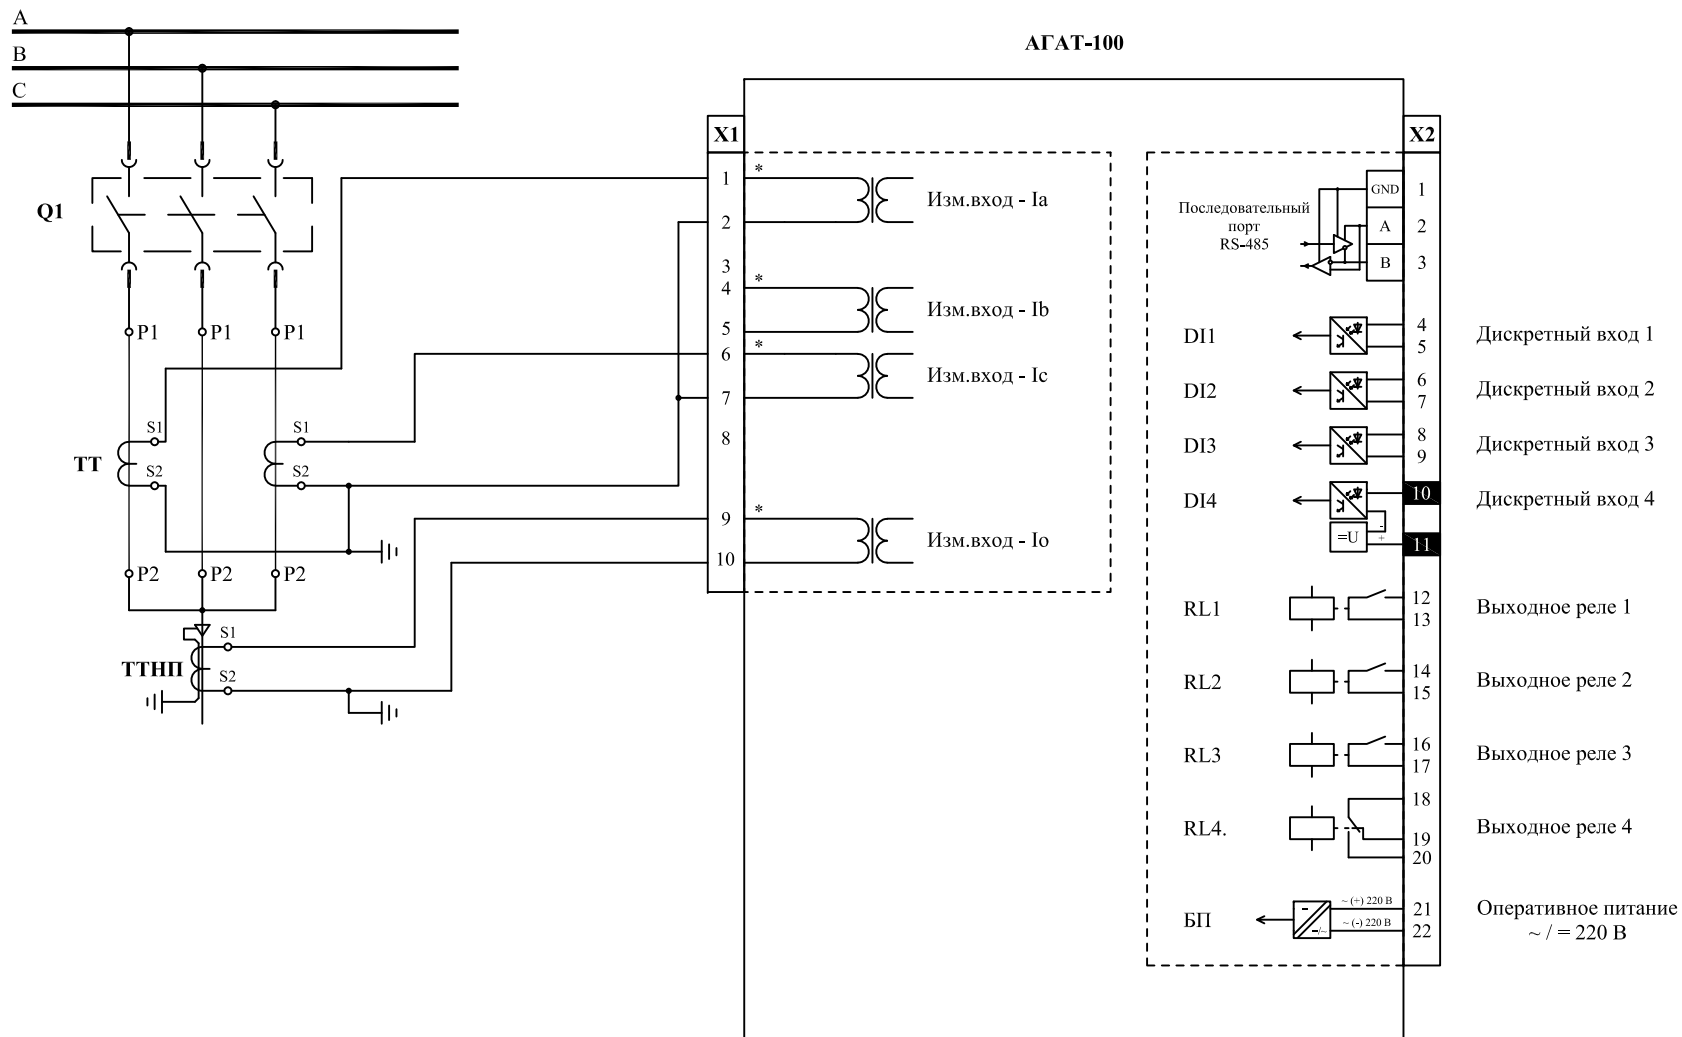 A
B
C
АГАТ-100
Q1
P1
P1
P1
S1
S1
ТТ
S2
S2
P2
P2
P2
S1
ТТНП
S2
X1
1
2
3
4
5
6
7
8
9
10
*
Изм.вход - Ia
*
Изм.вход - Ib
*
Изм.вход - Ic
*
Изм.вход - Io
X2
Последовательный
порт
RS-485
GND 1
A 2
B 3
DI1 4 Дискретный вход 1
5
DI2 6 Дискретный вход 2
7
DI3 8 Дискретный вход 3
9
DI4 10 Дискретный вход 4
-
=U + 11
RL1 12 Выходное реле 1
13
RL2 14 Выходное реле 2
15
RL3 16 Выходное реле 3
17
18
RL4. 19 Выходное реле 4
20
БП - ~ (+) 220 В 21 Оперативное питание
−/~ ~ (-) 220 В 22 ~ / = 220 В